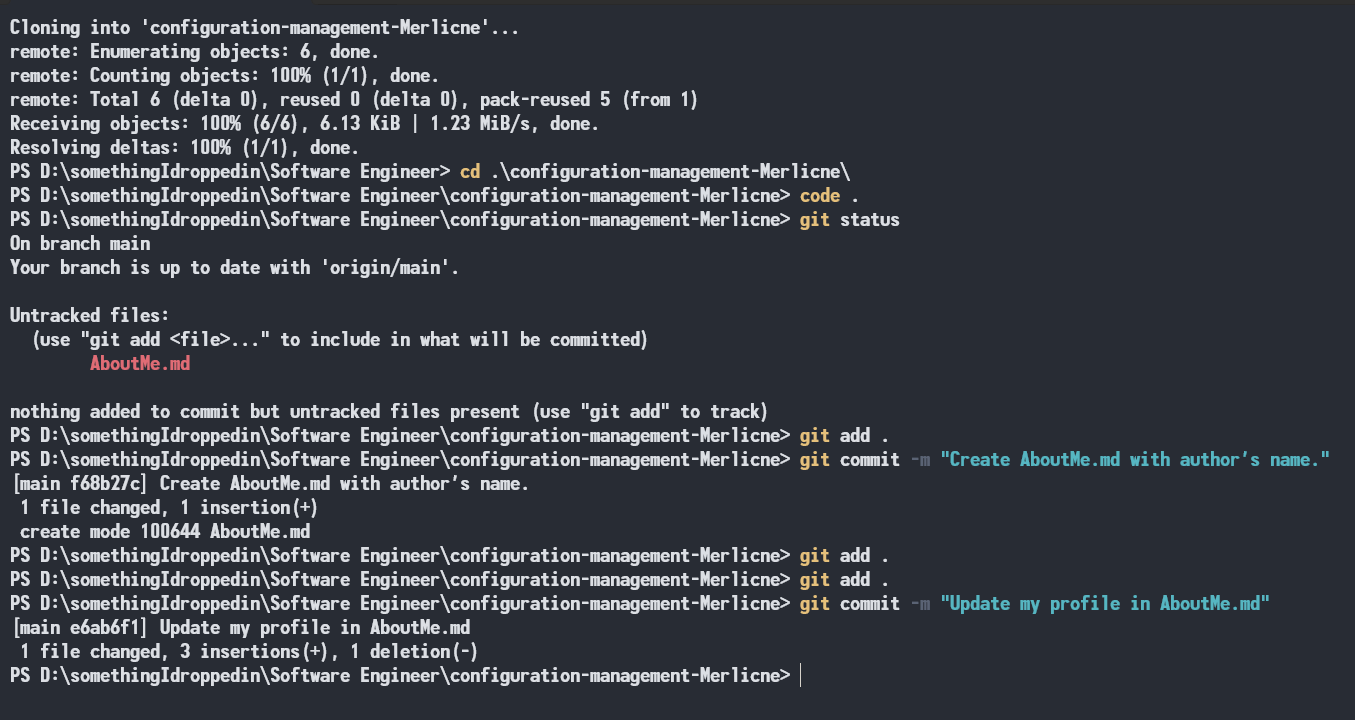 Cloning into 'configuration-management-Merlicne'...
remote: Enumerating objects: 6, done.
remote: Counting objects: 100% (1/1), done.
remote: Total 6 (delta 0), reused 0 (delta 0), pack-reused 5 (from 1)
Receiving objects: 100% (6/6), 6.13 KiB | 1.23 MiB/s, done.
Resolving deltas: 100% (1/1), done.
PS D:\somethingIdroppedin\Software Engineer> cd .\configuration-management-Merlicne\
PS D:\somethingIdroppedin\Software Engineer\configuration-management-Merlicne> code .
PS D:\somethingIdroppedin\Software Engineer\configuration-management-Merlicne> git status
On branch main
Your branch is up to date with 'origin/main'.

Untracked files:
  (use "git add <file>..." to include in what will be committed)
        AboutMe.md

nothing added to commit but untracked files present (use "git add" to track)
PS D:\somethingIdroppedin\Software Engineer\configuration-management-Merlicne> git add .
PS D:\somethingIdroppedin\Software Engineer\configuration-management-Merlicne> git commit -m "Create AboutMe.md with author's name."
[main f68b27c] Create AboutMe.md with author's name.
 1 file changed, 1 insertion(+)
 create mode 100644 AboutMe.md
PS D:\somethingIdroppedin\Software Engineer\configuration-management-Merlicne> git add .
PS D:\somethingIdroppedin\Software Engineer\configuration-management-Merlicne> git add .
PS D:\somethingIdroppedin\Software Engineer\configuration-management-Merlicne> git commit -m "Update my profile in AboutMe.md"
[main e6ab6f1] Update my profile in AboutMe.md
 1 file changed, 3 insertions(+), 1 deletion(-)
PS D:\somethingIdroppedin\Software Engineer\configuration-management-Merlicne>